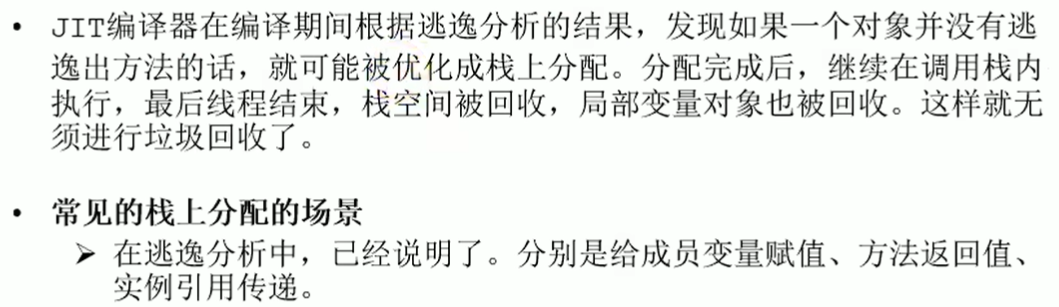 • JIT编译器在编译期间根据逃逸分析的结果，发现如果一个对象并没有逃
逸出方法的话，就可能被优化成栈上分配。分配完成后，继续在调用栈内
执行，最后线程结束，栈空间被回收，局部变量对象也被回收。这样就无
须进行垃圾回收了。
• 常见的栈上分配的场景
➢ 在逃逸分析中，已经说明了。分别是给成员变量赋值、方法返回值、
实例引用传递。